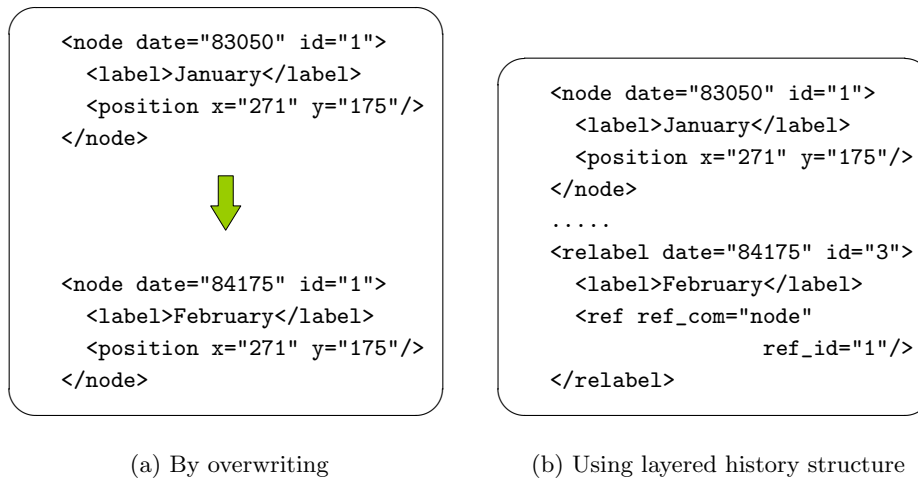 <node date="83050" id="1">
<label>January</label>
<position x="271" y="175"/>
</node>
<node date="84175" id="1">
<label>February</label>
<position x="271" y="175"/>
</node>
(a) By overwriting
<node date="83050" id="1">
<label>January</label>
<position x="271" y="175"/>
</node>
.....
<relabel date="84175" id="3">
<label>February</label>
<ref ref_com="node"
ref_id="1"/>
</relabel>
(b) Using layered history structure